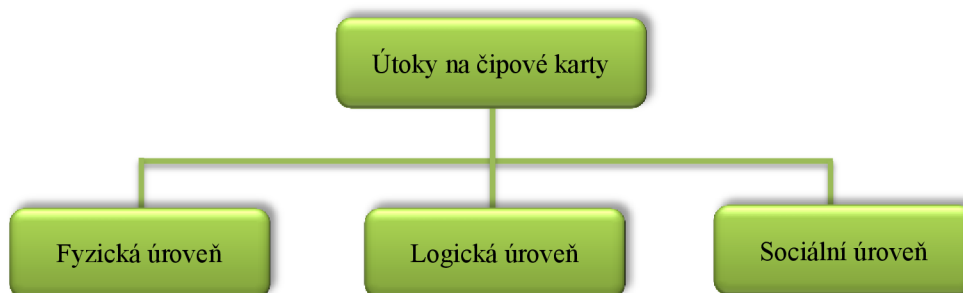 Útoky na čipové karty
Fyzická úroveň
Logická úroveň
Sociální úroveň